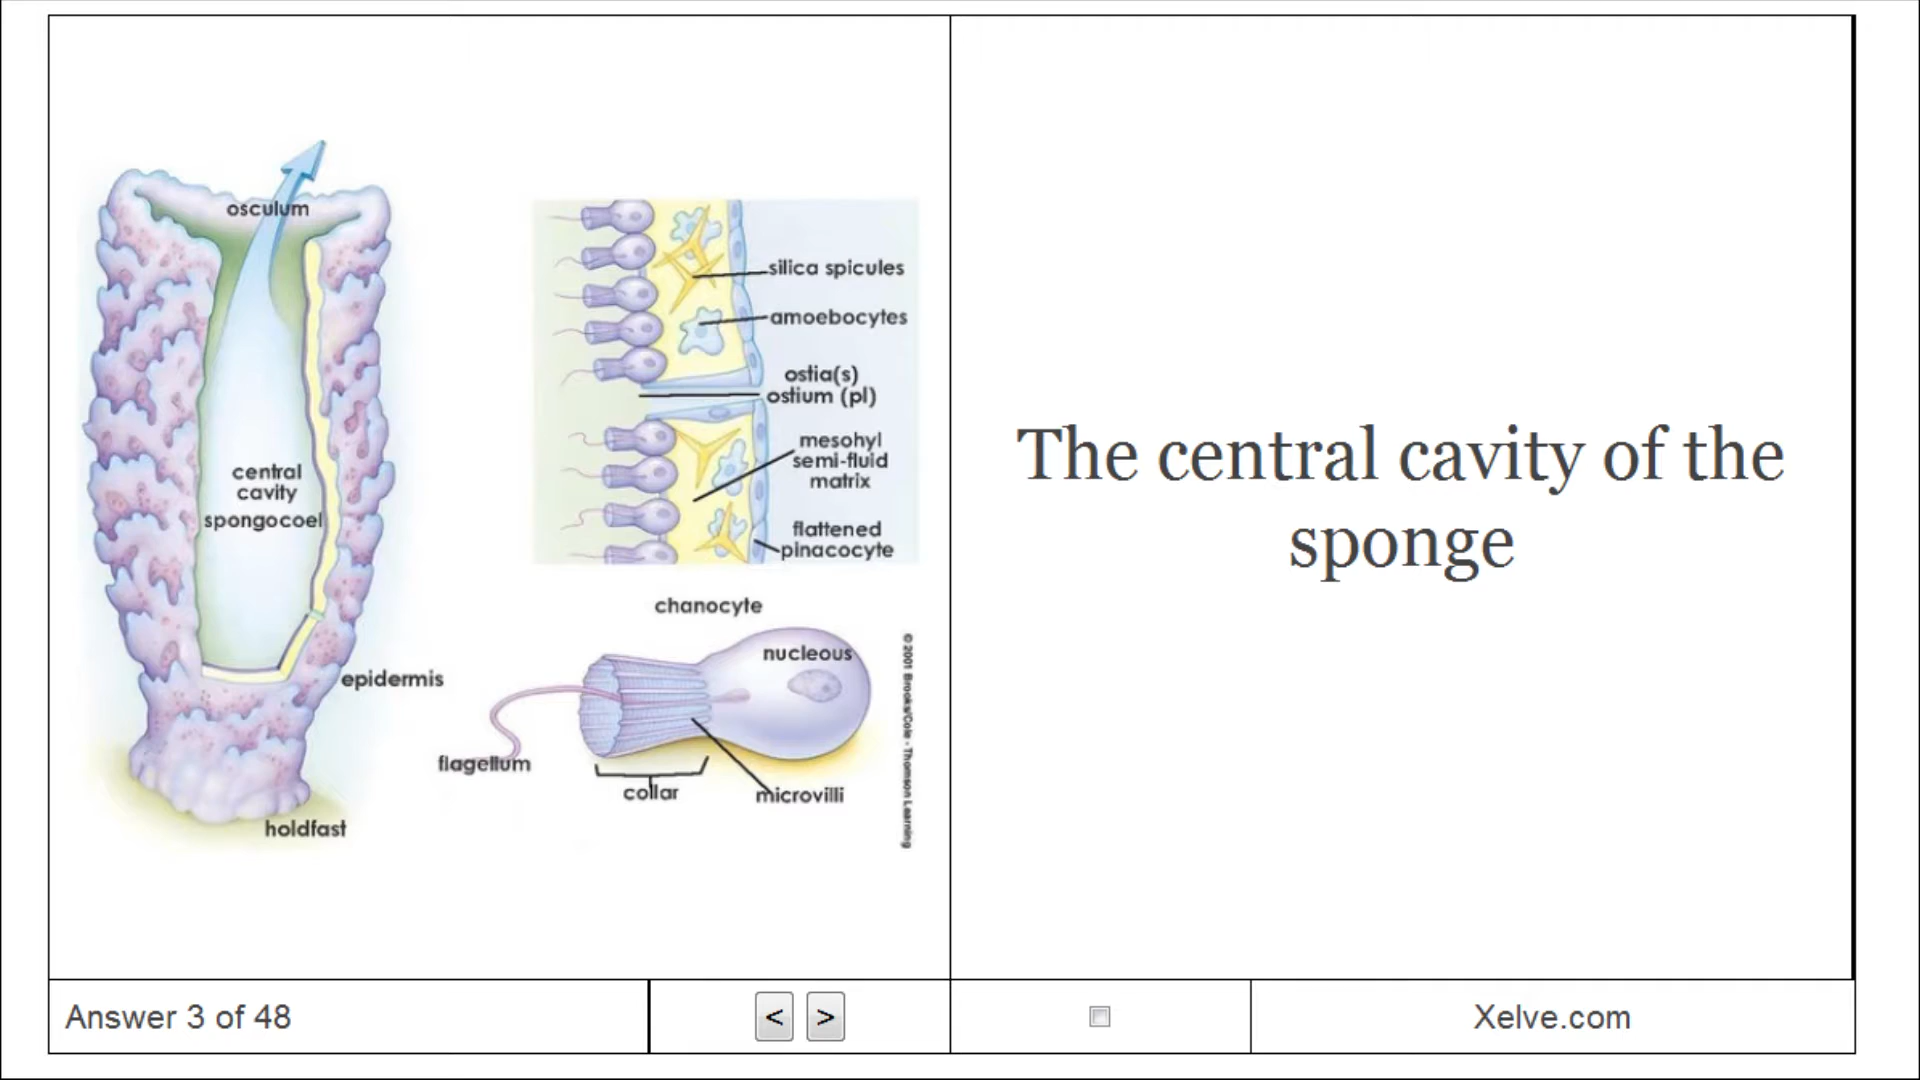 osculum
central
cavity
spongocoel
epidermis
holdfast
silica spicules
amoebocytes
ostia(s)
ostium (pl)
mesohyl
semi-fluid
matrix
flattened
pinacocyte
chanocyte
nucleous
flagellum
collar
microvilli
©2001 Brooks/Cole - Thomson Learning
The central cavity of the
sponge
Answer 3 of 48
< >
Xelve.com